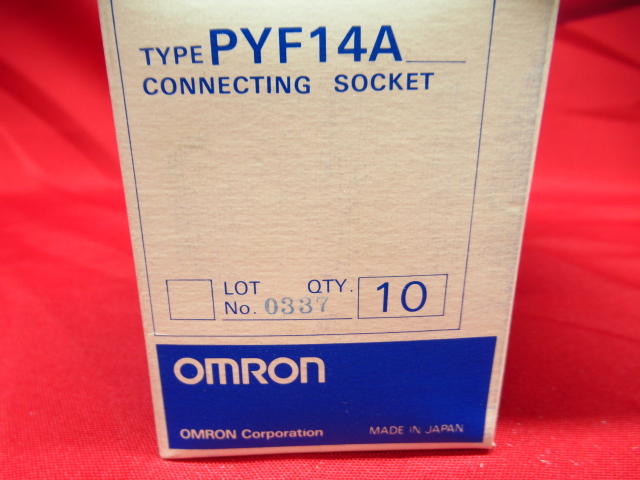 TYPE PYF14A
CONNECTING SOCKET
LOT QTY.
No. 0337 10
OMRON
OMRON Corporation MADE IN JAPAN